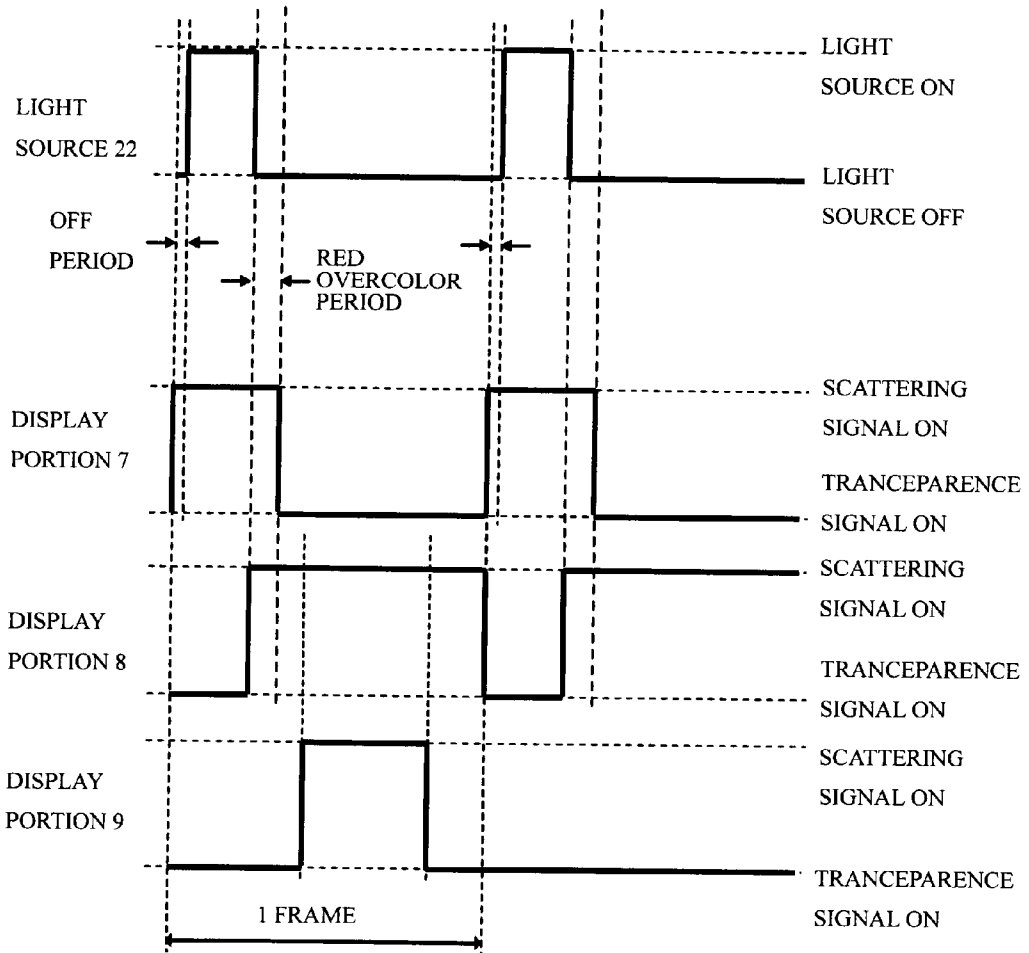 LIGHT
SOURCE ON
LIGHT
SOURCE 22
LIGHT
SOURCE OFF
OFF
PERIOD
RED
OVERCOLOR
PERIOD
DISPLAY
PORTION 7
SCATTERING
SIGNAL ON
TRANCEPARENCE
SIGNAL ON
DISPLAY
PORTION 8
SCATTERING
SIGNAL ON
TRANCEPARENCE
SIGNAL ON
DISPLAY
PORTION 9
SCATTERING
SIGNAL ON
TRANCEPARENCE
SIGNAL ON
1 FRAME